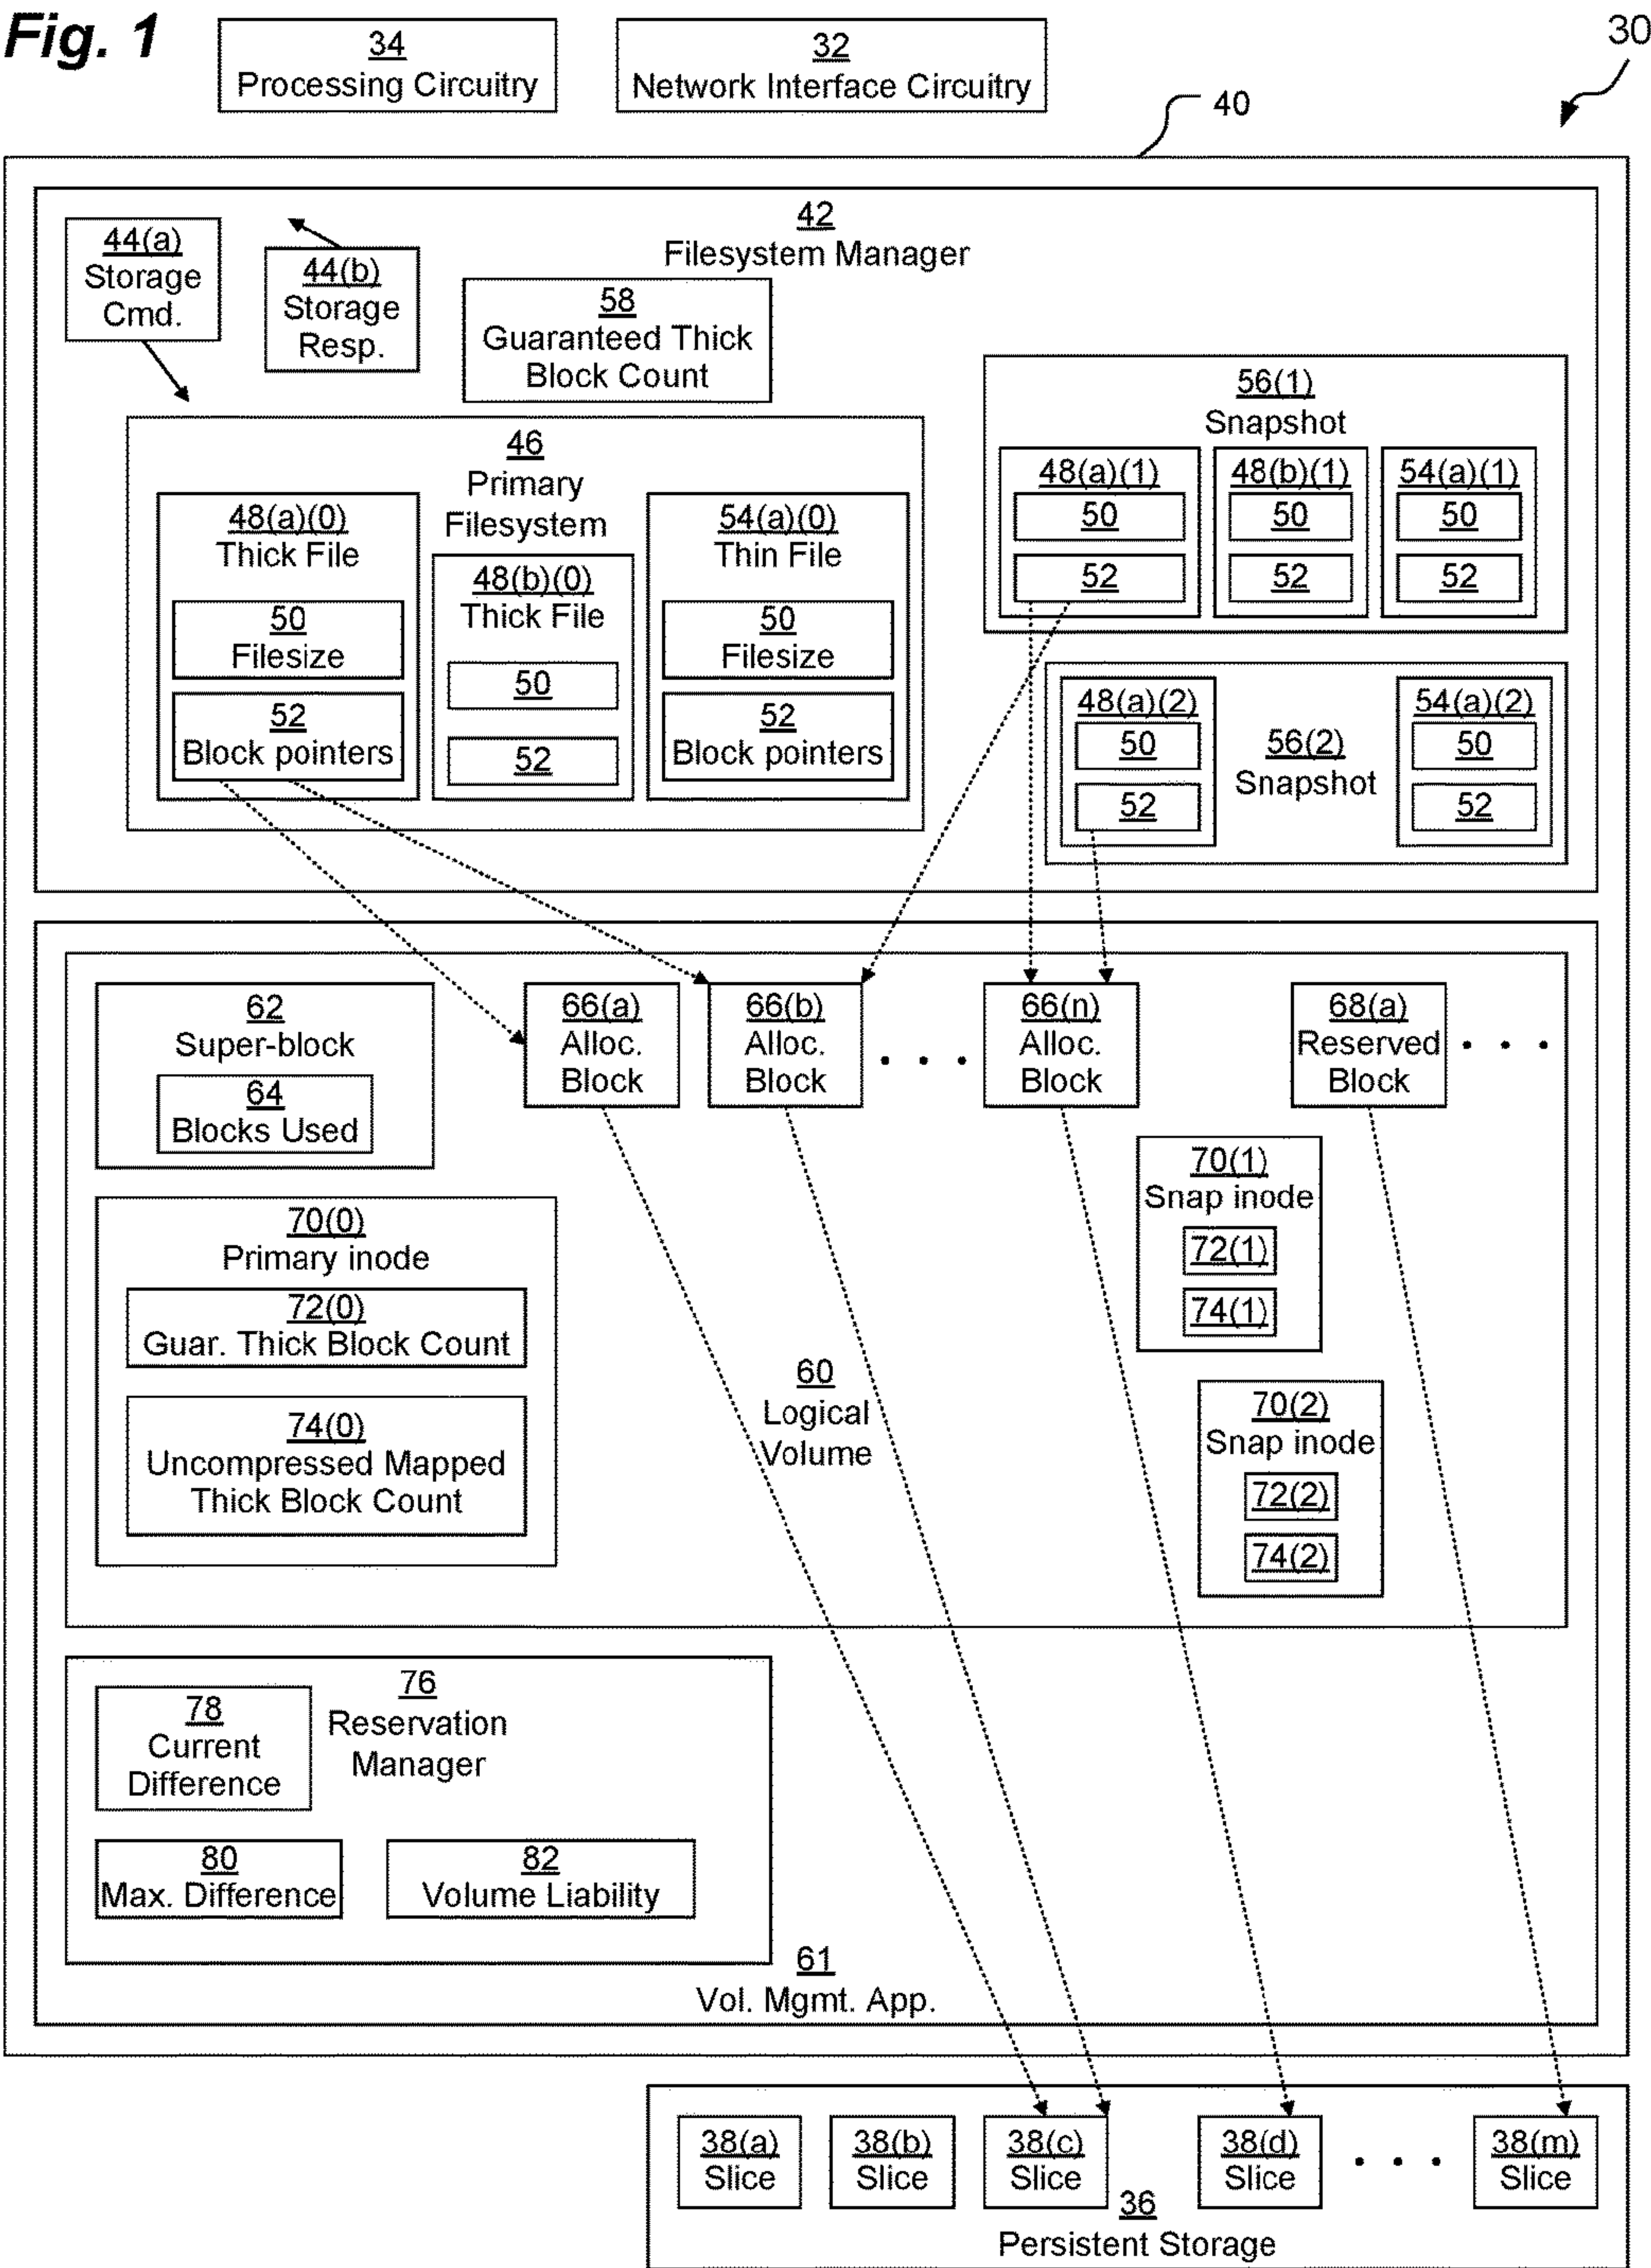 Fig. 1
34
Processing Circuitry
32
Network Interface Circuitry
30
40
42
Filesystem Manager
44(a)
Storage
Cmd.
44(b)
Storage
Resp.
58
Guaranteed Thick
Block Count
46
Primary
Filesystem
48(a)(0)
Thick File
50
Filesize
52
Block pointers
48(b)(0)
Thick File
50
52
54(a)(0)
Thin File
50
Filesize
52
Block pointers
56(1)
Snapshot
48(a)(1)
50
52
48(b)(1)
50
52
54(a)(1)
50
52
48(a)(2)
50
52
56(2)
Snapshot
54(a)(2)
50
52
62
Super-block
64
Blocks Used
66(a)
Alloc.
Block
66(b)
Alloc.
Block
. . .
66(n)
Alloc.
Block
68(a)
Reserved
Block
. . .
70(0)
Primary inode
72(0)
Guar. Thick Block Count
74(0)
Uncompressed Mapped
Thick Block Count
60
Logical
Volume
70(1)
Snap inode
72(1)
74(1)
70(2)
Snap inode
72(2)
74(2)
76
Reservation
Manager
78
Current
Difference
80
Max. Difference
82
Volume Liability
61
Vol. Mgmt. App.
38(a)
Slice
38(b)
Slice
38(c)
Slice
38(d)
Slice
. . .
38(m)
Slice
36
Persistent Storage